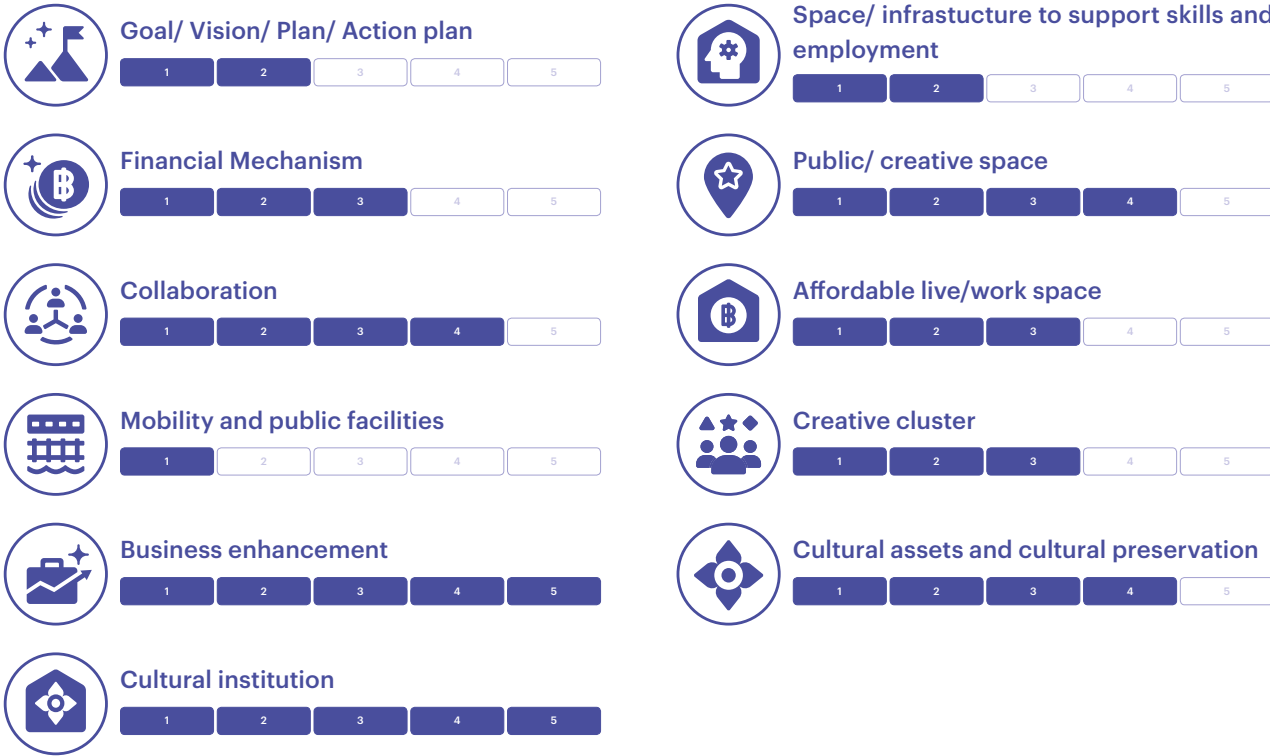 Goal/ Vision/ Plan/ Action plan
1 2 3 4 5
Financial Mechanism
1 2 3 4 5
Collaboration
1 2 3 4 5
Mobility and public facilities
1 2 3 4 5
Business enhancement
1 2 3 4 5
Cultural institution
1 2 3 4 5
Space/ infrastucture to support skills and
employment
1 2 3 4 5
Public/ creative space
1 2 3 4 5
Affordable live/work space
1 2 3 4 5
Creative cluster
1 2 3 4 5
Cultural assets and cultural preservation
1 2 3 4 5